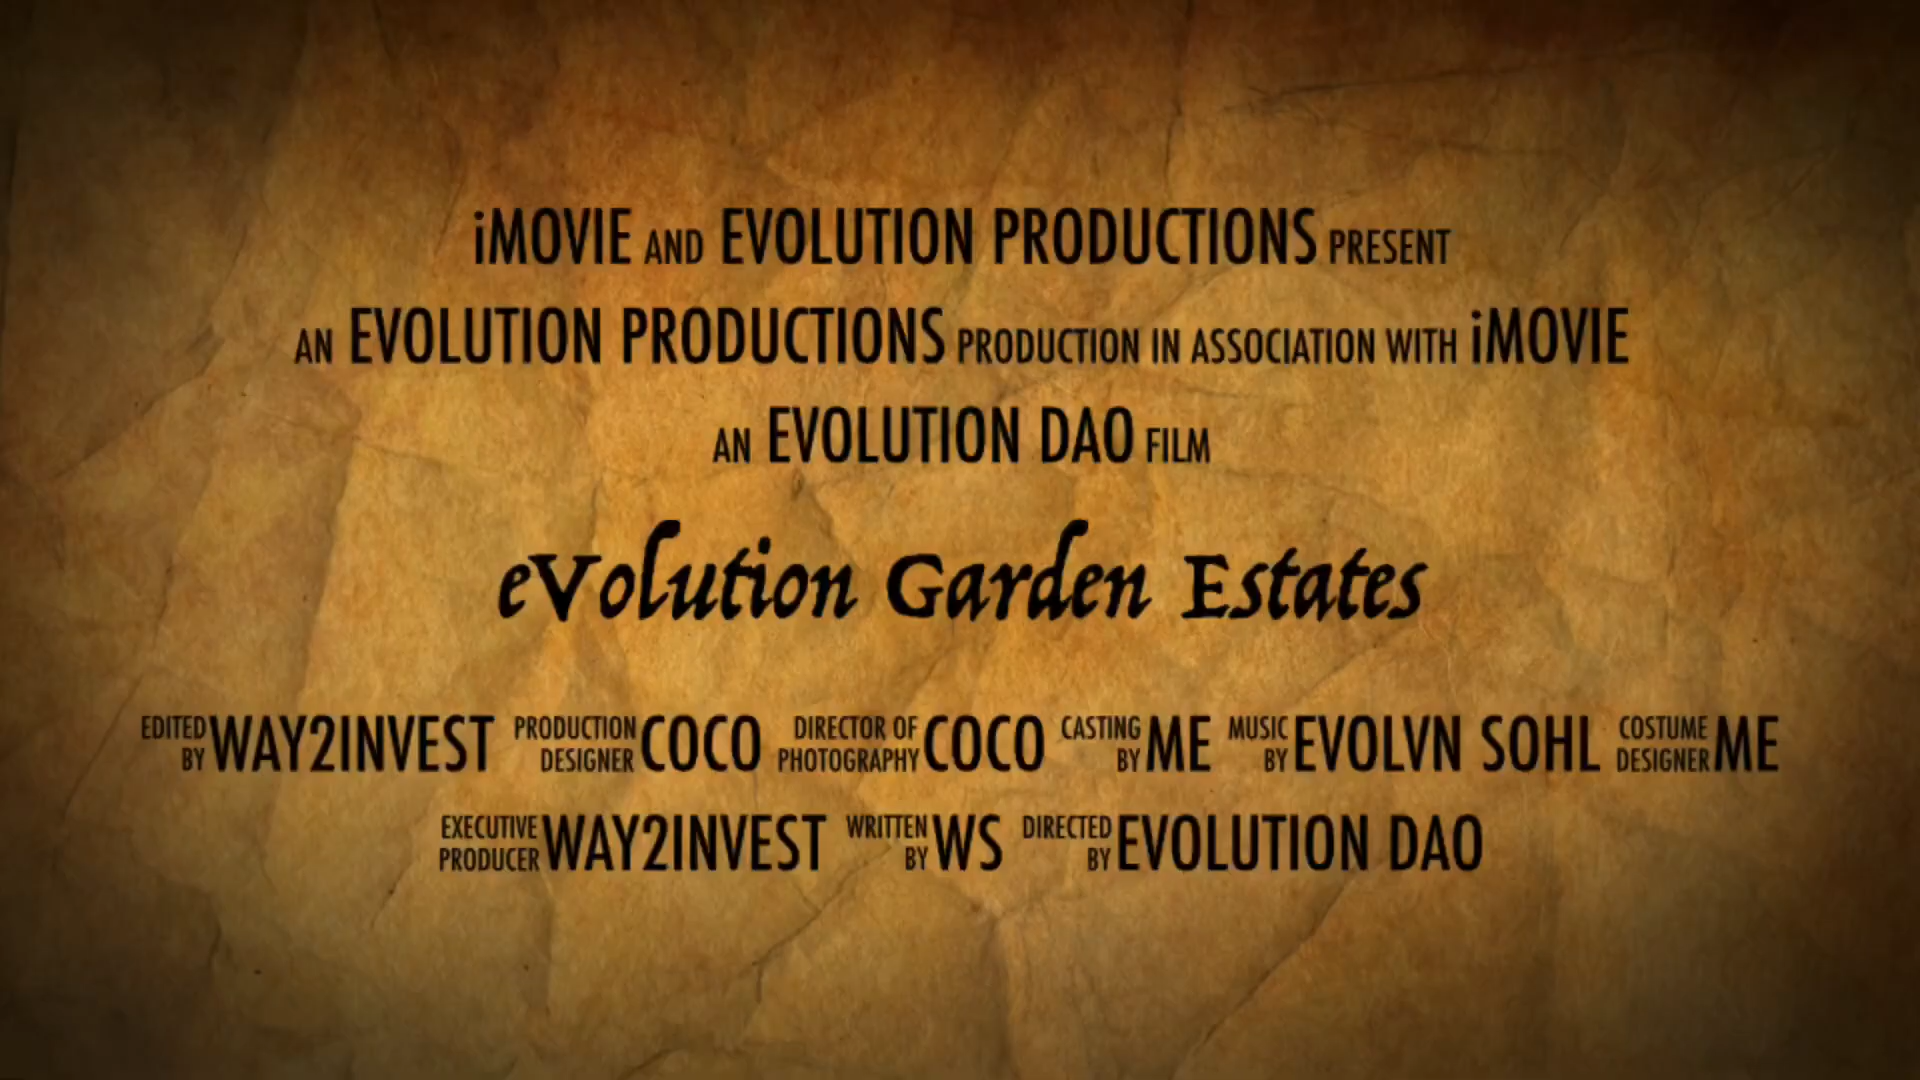 iMOVIE AND EVOLUTION PRODUCTIONS PRESENT
AN EVOLUTION PRODUCTIONS PRODUCTION IN ASSOCIATION WITH iMOVIE
AN EVOLUTION DAO FILM
eVolution Garden Estates
EDITED BY WAY2INVEST PRODUCTION DESIGNER COCO DIRECTOR OF PHOTOGRAPHY COCO CASTING BY ME MUSIC BY EVOLVN SOHL COSTUME DESIGNER ME
EXECUTIVE PRODUCER WAY2INVEST WRITTEN BY WS DIRECTED BY EVOLUTION DAO